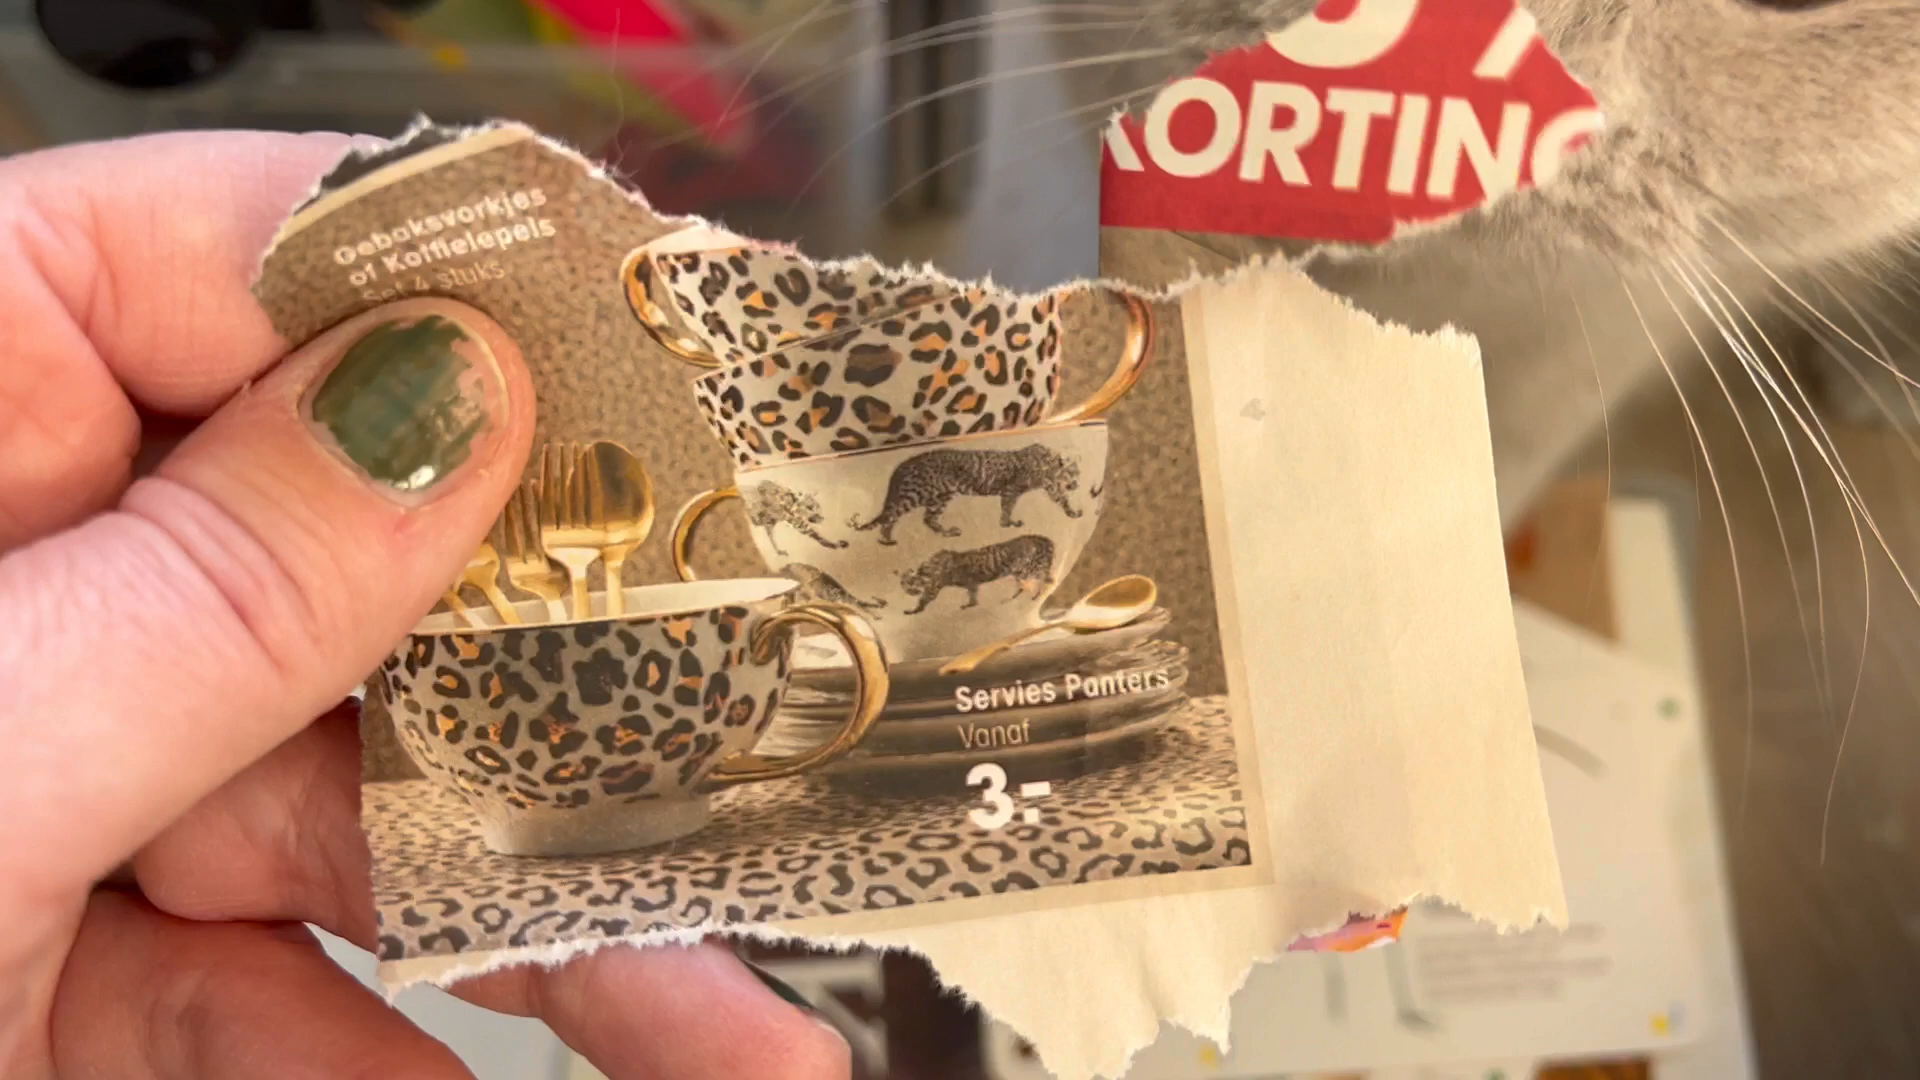 KORTING
Gebaksvorkjes
of Koffielepels
Set 4 stuks
Servies Panters
Vanaf
3.-